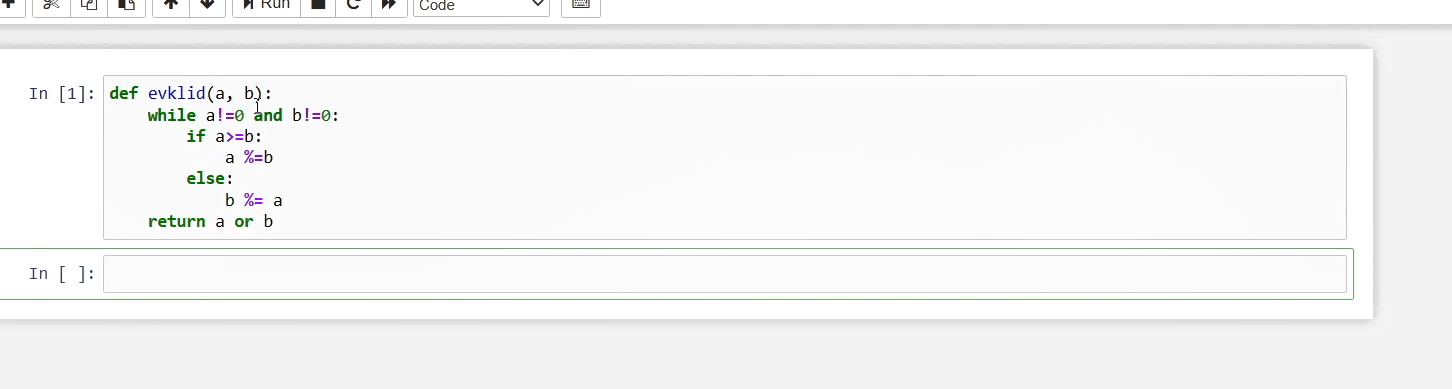 Run
Code
In [1]:
def evklid(a, b):
while a!=0 and b!=0:
if a>=b:
a %=b
else:
b %= a
return a or b
In [ ]: